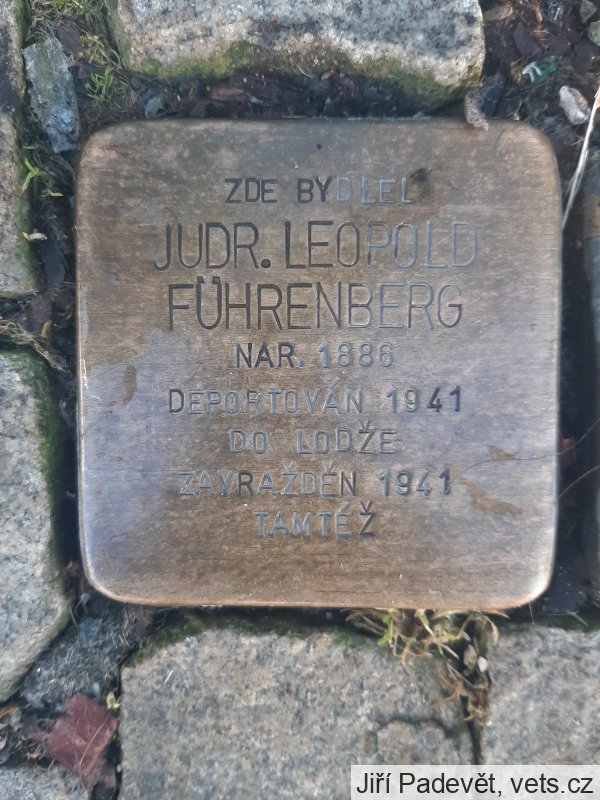 ZDE BYDLEL
JUDR. LEOPOLD
FÜHRENBERG
NAR. 1886
DEPORTOVÁN 1941
DO LODŽE
ZAVRAŽDĚN 1941
TAMTÉŽ
Jiří Padevět, vets.cz